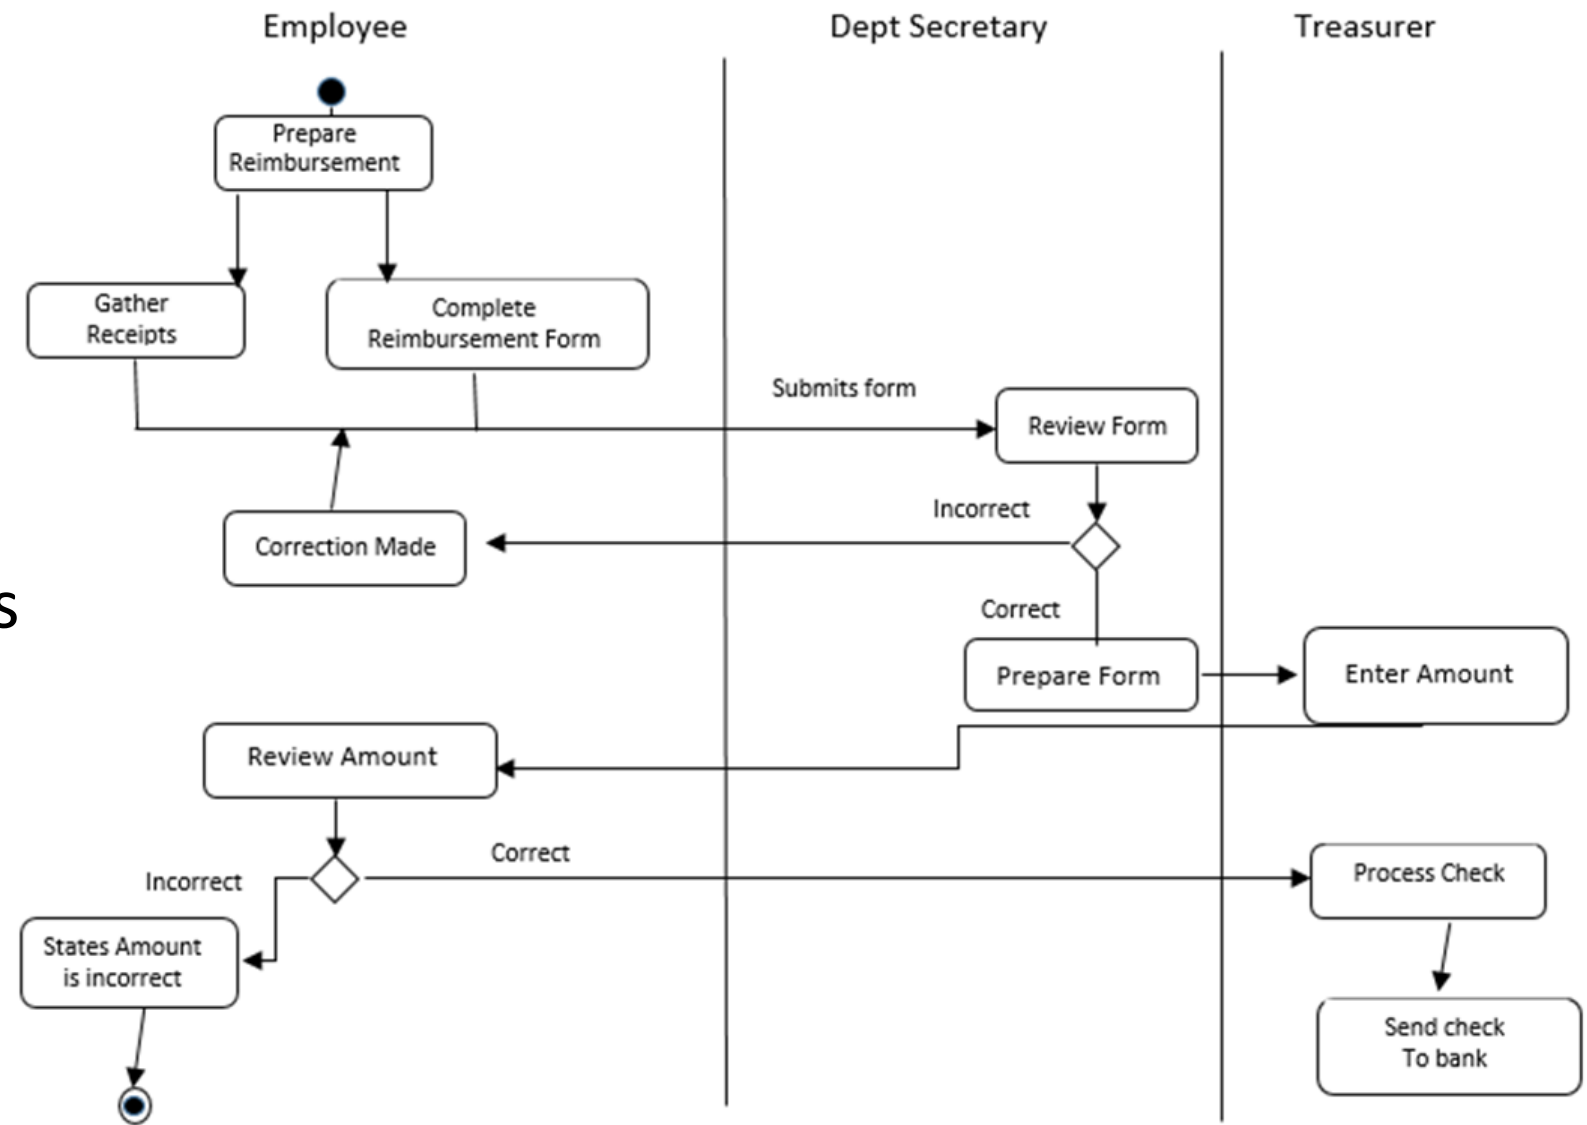 Employee
Dept Secretary
Treasurer
Prepare
Reimbursement
Gather
Receipts
Complete
Reimbursement Form
Submits form
Review Form
Incorrect
Correction Made
s
Correct
Prepare Form
Enter Amount
Review Amount
Correct
Incorrect
Process Check
States Amount
is incorrect
Send check
To bank